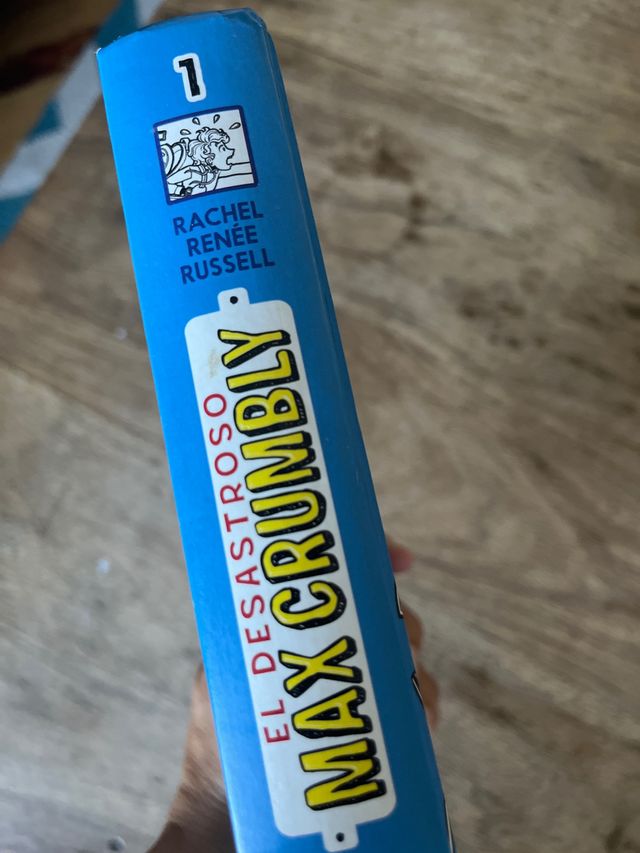 1
RACHEL
RENÉE
RUSSELL
EL DESASTROSO
MAX CRUMBLY